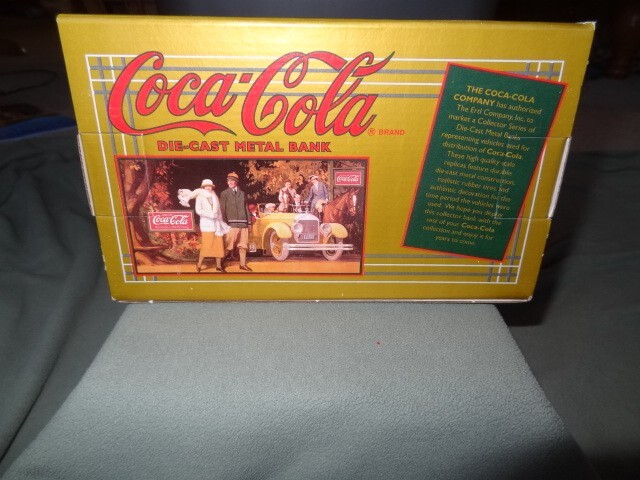 Coca-Cola ® BRAND
DIE-CAST METAL BANK
Coca-Cola
Coca-Cola
THE COCA-COLA
COMPANY has authorized
The Ertl Company, Inc. to
market a Collector Series of
Die-Cast Metal Banks
representing vehicles used for
distribution of Coca-Cola.
These high quality scale
replicas feature durable
die-cast metal construction,
realistic rubber tires, and
authentic decoration for the
time period the vehicles were
used. We hope you display
this collector bank with the
rest of your Coca-Cola
collection and enjoy it for
years to come.